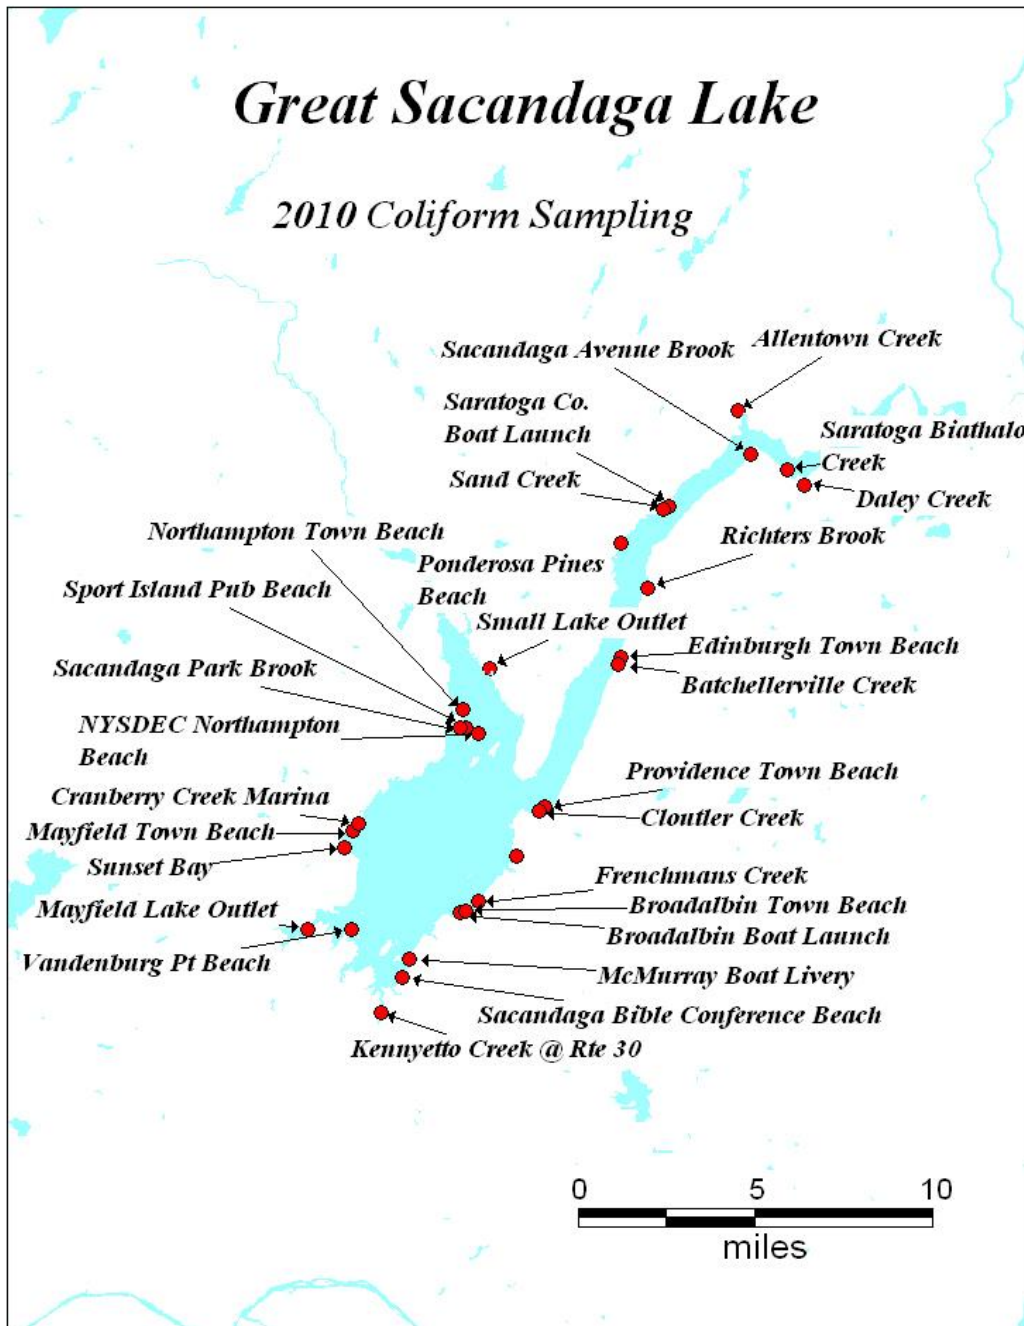 Great Sacandaga Lake
2010 Coliform Sampling
Allentown Creek
Sacandaga Avenue Brook
Saratoga Co.
Boat Launch
Saratoga Biathalo
Creek
Sand Creek
Daley Creek
Northampton Town Beach
Richters Brook
Ponderosa Pines
Beach
Sport Island Pub Beach
Small Lake Outlet
Edinburgh Town Beach
Sacandaga Park Brook
Batchellerville Creek
NYSDEC Northampton
Beach
Providence Town Beach
Cranberry Creek Marina
Cloutler Creek
Mayfield Town Beach
Sunset Bay
Frenchmans Creek
Mayfield Lake Outlet
Broadalbin Town Beach
Broadalbin Boat Launch
Vandenburg Pt Beach
McMurray Boat Livery
Sacandaga Bible Conference Beach
Kennyetto Creek @ Rte 30
0 5 10
miles